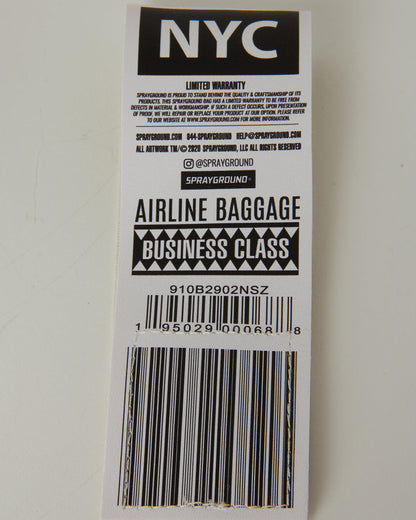 NYC
LIMITED WARRANTY
SPRAYGROUND IS PROUD TO STAND BEHIND THE QUALITY & CRAFTSMANSHIP OF ITS
PRODUCTS. THIS SPRAYGROUND BAG HAS A LIMITED WARRANTY TO BE FREE FROM
DEFECTS IN MATERIAL & WORKMANSHIP. IF SUCH A DEFECT OCCURS, UPON PRESENTATION
OF PROOF, WE WILL REPAIR OR REPLACE YOUR PRODUCT AT OUR OPTION. PLEASE REFER
TO OUR WEBSITE AT WWW.SPRAYGROUND.COM FOR MORE INFORMATION.
SPRAYGROUND.COM 844-SPRAYGROUND HELP@SPRAYGROUND.COM
ALL ARTWORK TM/© 2020 SPRAYGROUND, LLC ALL RIGHTS RESERVED
@SPRAYGROUND
SPRAYGROUND®
AIRLINE BAGGAGE
BUSINESS CLASS
910B2902NSZ
1 95029 00068 8